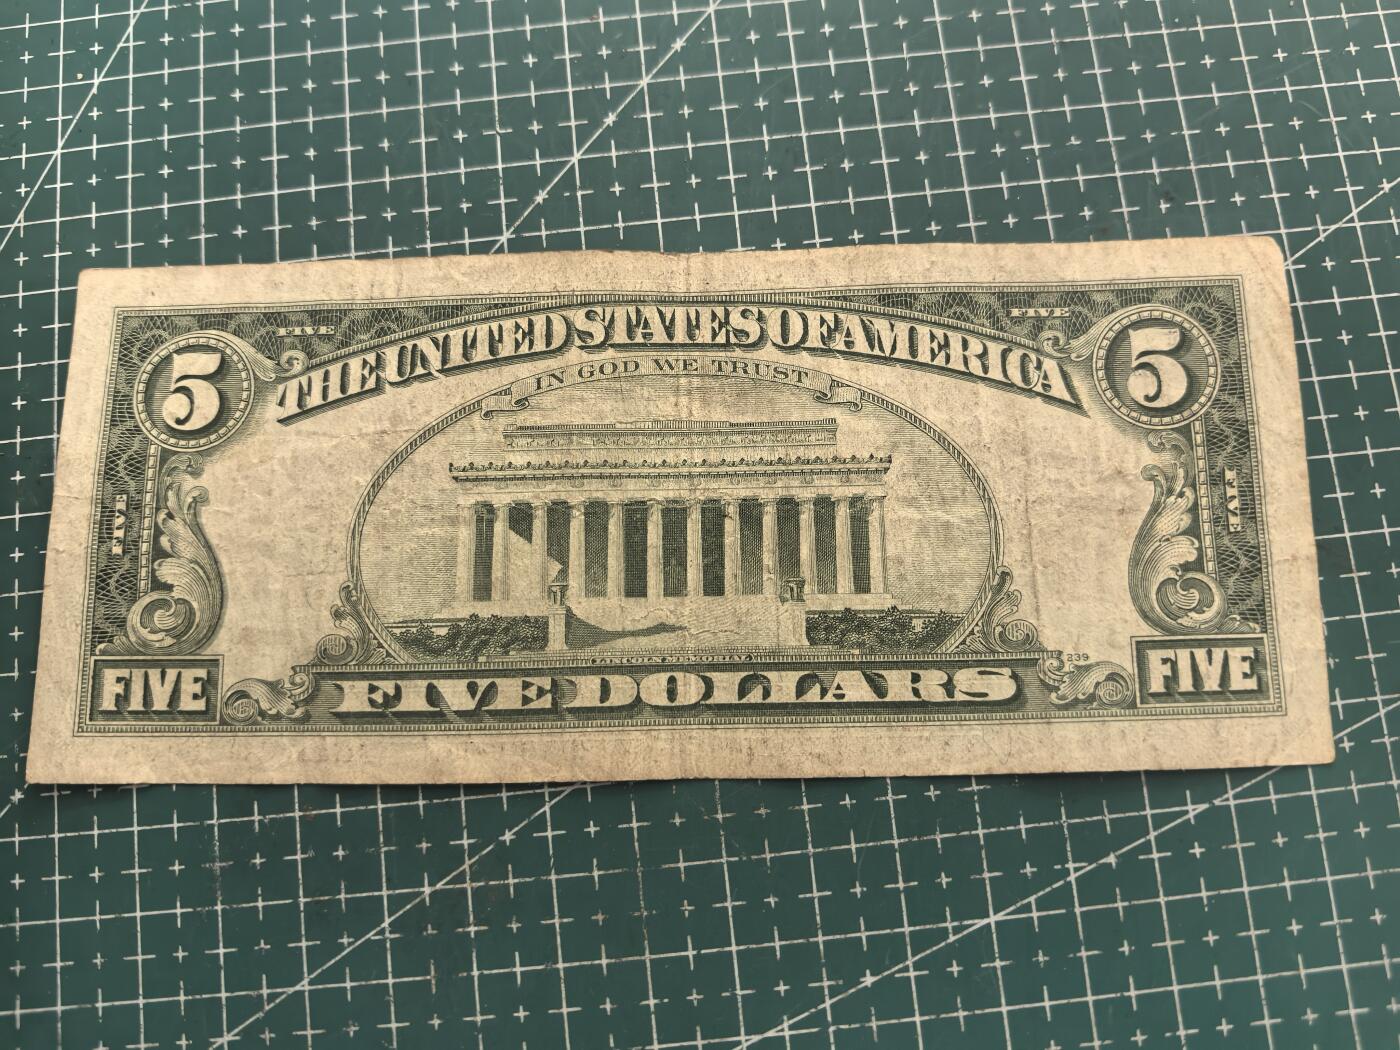 FIVE
FIVE
5
THE UNITED STATES OF AMERICA
5
IN GOD WE TRUST
FIVE
FIVE
LINCOLN MEMORIAL
239
FIVE
FIVE DOLLARS
FIVE